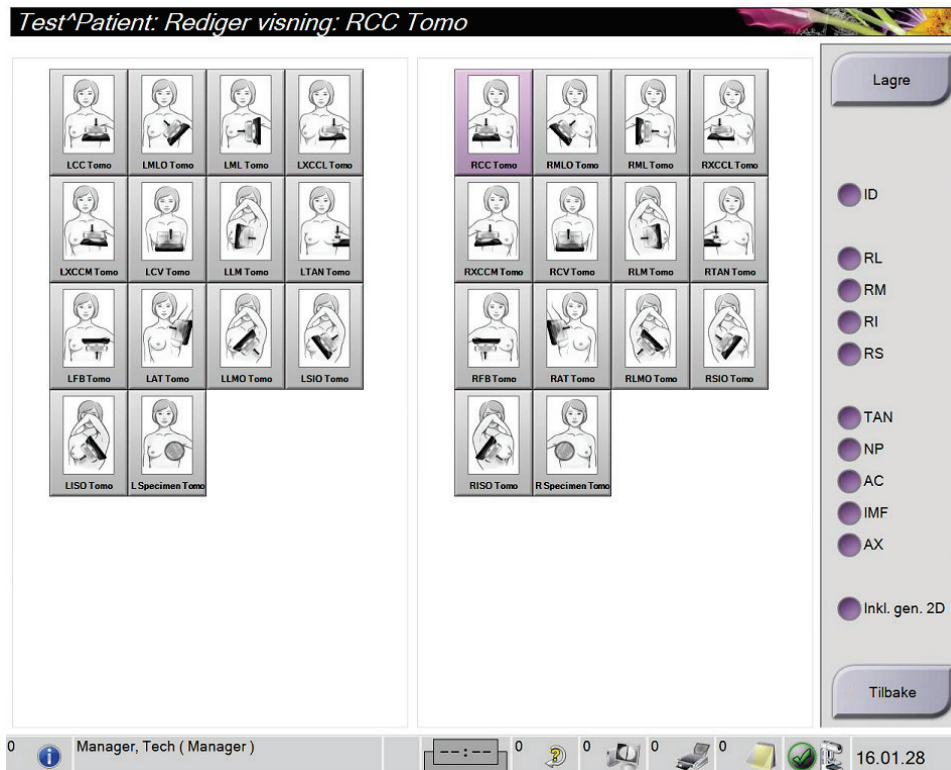 Test^Patient: Rediger visning: RCC Tomo
LCC Tomo
LMLO Tomo
LML Tomo
LXCCL Tomo
LXCCM Tomo
LCV Tomo
LLM Tomo
LTAN Tomo
LFB Tomo
LAT Tomo
LLMO Tomo
LSIO Tomo
LISO Tomo
L Specimen Tomo
RCC Tomo
RMLO Tomo
RML Tomo
RXCCL Tomo
RXCCM Tomo
RCV Tomo
RLM Tomo
RTAN Tomo
RFB Tomo
RAT Tomo
RLMO Tomo
RSIO Tomo
RISO Tomo
R Specimen Tomo
Lagre
ID
RL
RM
RI
RS
TAN
NP
AC
IMF
AX
Inkl. gen. 2D
Tilbake
0
Manager, Tech ( Manager )
--:--
0
0
0
0
16.01.28